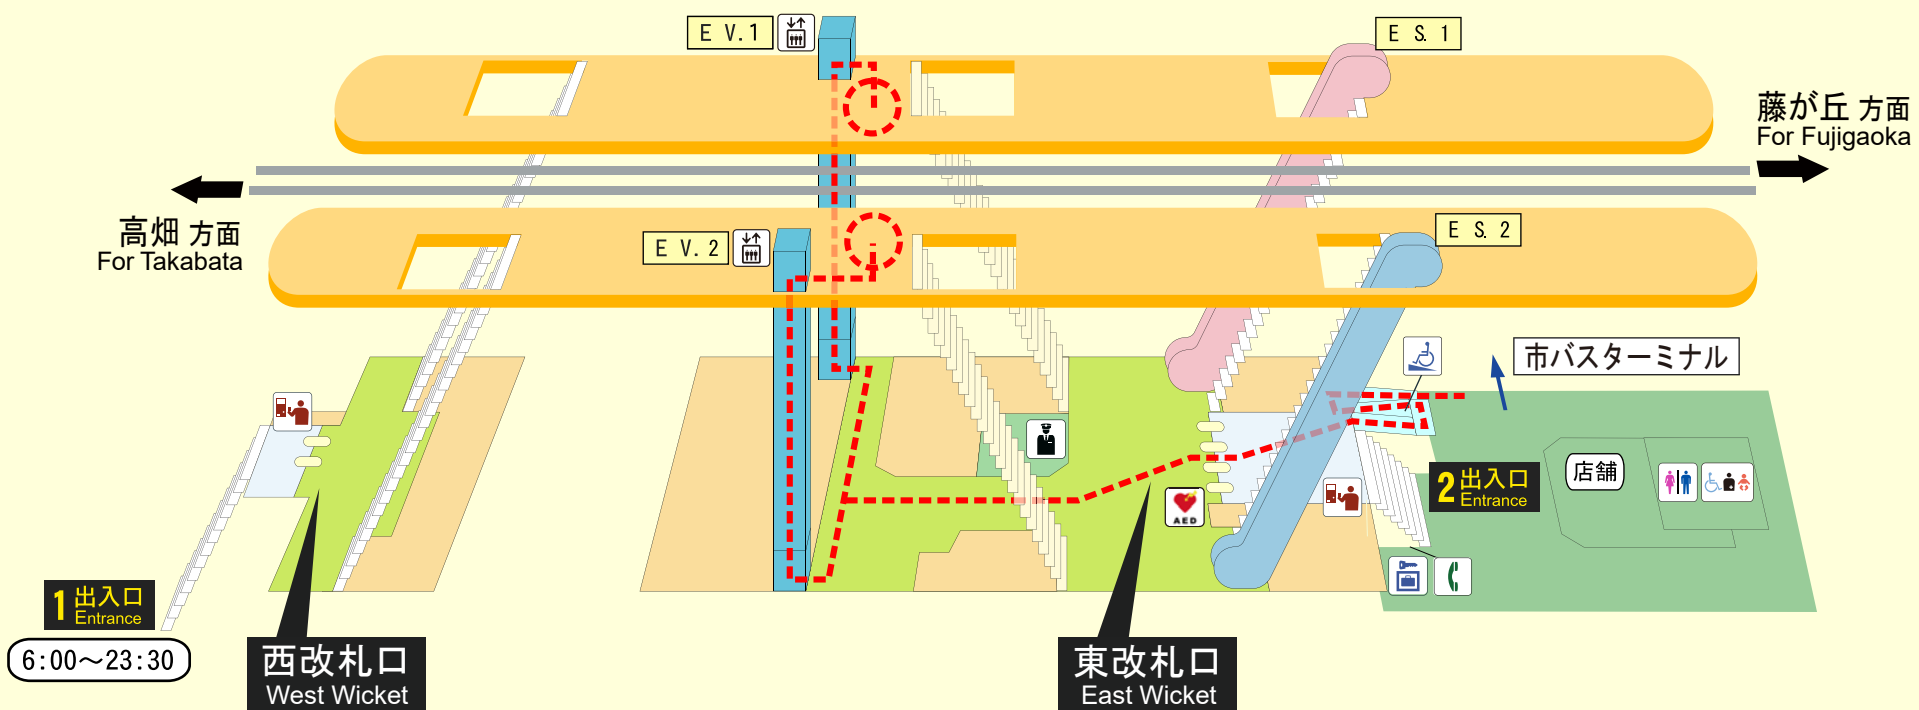 E V.1
E S.1
藤が丘 方面
For Fujigaoka
高畑 方面
For Takabata
E V.2
E S.2
市バスターミナル
店舗
2 出入口
Entrance
AED
1 出入口
Entrance
6:00～23:30
西改札口
West Wicket
東改札口
East Wicket